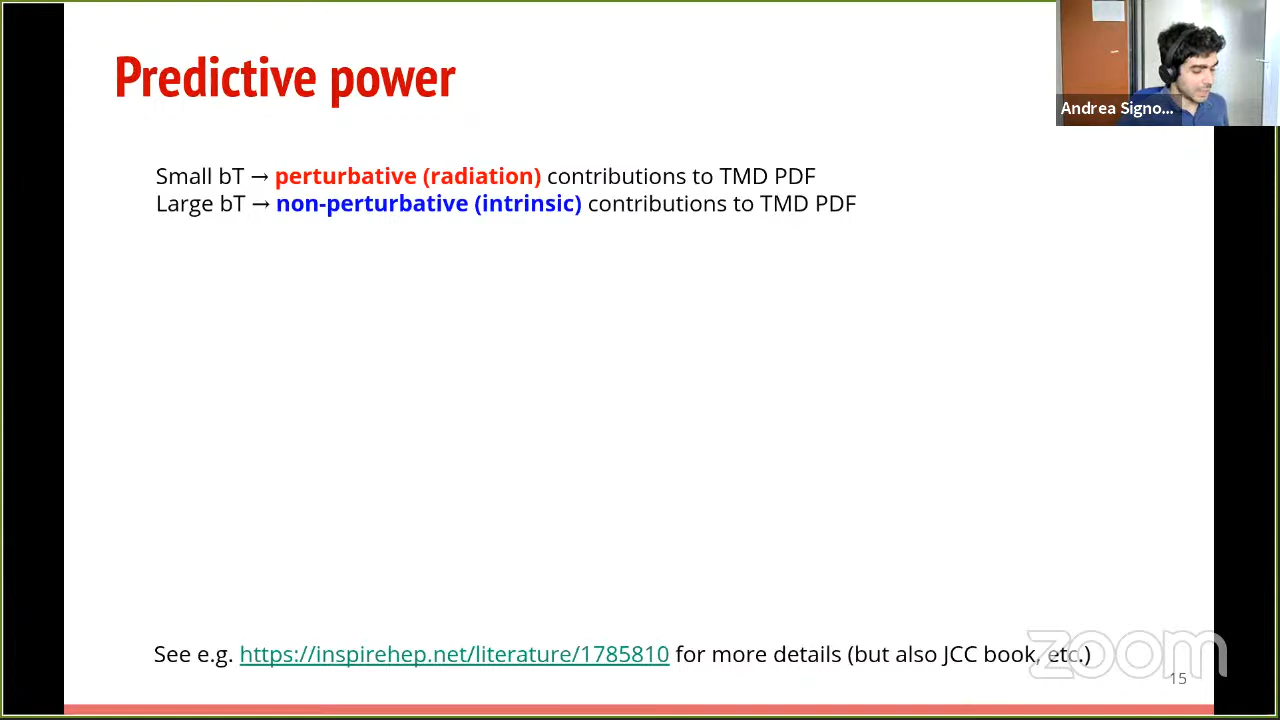 Predictive power
Andrea Signo...
Small bT → perturbative (radiation) contributions to TMD PDF
Large bT → non-perturbative (intrinsic) contributions to TMD PDF
See e.g. https://inspirehep.net/literature/1785810 for more details (but also JCC book, etc.)
zoom
15